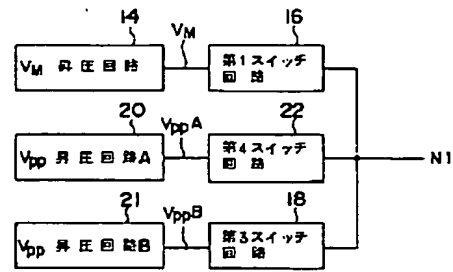 14
VM
16
VM 昇圧回路
第1スイッチ
回路
20
VppA
22
Vpp 昇圧回路A
第4スイッチ
回路
N1
21
VppB
18
Vpp 昇圧回路B
第3スイッチ
回路